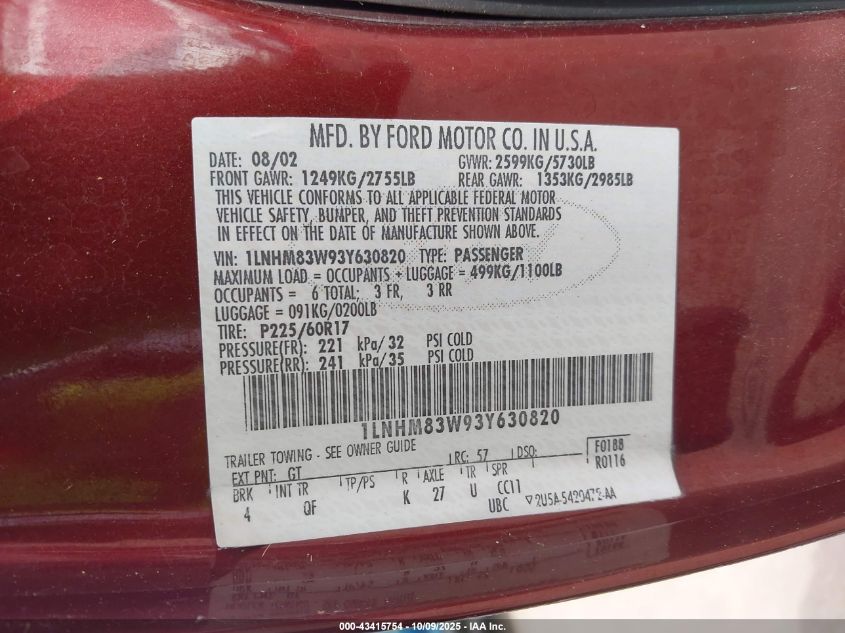 MFD. BY FORD MOTOR CO. IN U.S.A.
DATE: 08/02 GVWR: 2599KG/5730LB
FRONT GAWR: 1249KG/2755LB REAR GAWR: 1353KG/2985LB
THIS VEHICLE CONFORMS TO ALL APPLICABLE FEDERAL MOTOR
VEHICLE SAFETY, BUMPER, AND THEFT PREVENTION STANDARDS
IN EFFECT ON THE DATE OF MANUFACTURE SHOWN ABOVE.
VIN: 1LNHM83W93Y630820 TYPE: PASSENGER
MAXIMUM LOAD = OCCUPANTS + LUGGAGE = 499KG/1100LB
OCCUPANTS = 6 TOTAL; 3 FR, 3 RR
LUGGAGE = 091KG/0200LB
TIRE: P225/60R17
PRESSURE(FR): 221 kPa/ 32 PSI COLD
PRESSURE(RR): 241 kPa/ 35 PSI COLD
1LNHM83W93Y630820
TRAILER TOWING - SEE OWNER GUIDE
EXT PNT: GT RC: 57 DSO: F0188
R0116
BRK INT TR TP/PS R AXLE TR SPR
4 QF K 27 U CC11
UBC 2U5A-5420472-AA
000-43415754 | 10/09/2025 | IAA Inc.